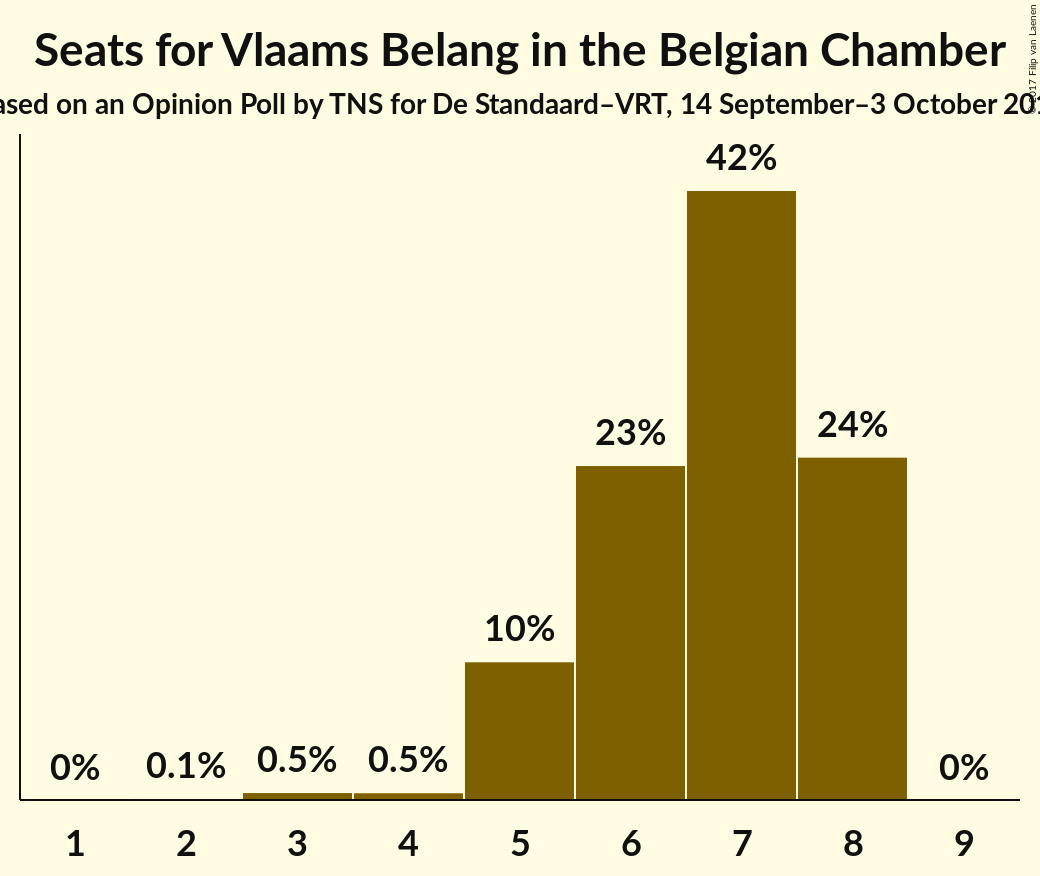 Seats for Vlaams Belang in the Belgian Chamber
ased on an Opinion Poll by TNS for De Standaard–VRT, 14 September–3 October 201
© 2017 Filip van Laenen
42%
24%
23%
10%
0% 0.1% 0.5% 0.5% 0%
1 2 3 4 5 6 7 8 9